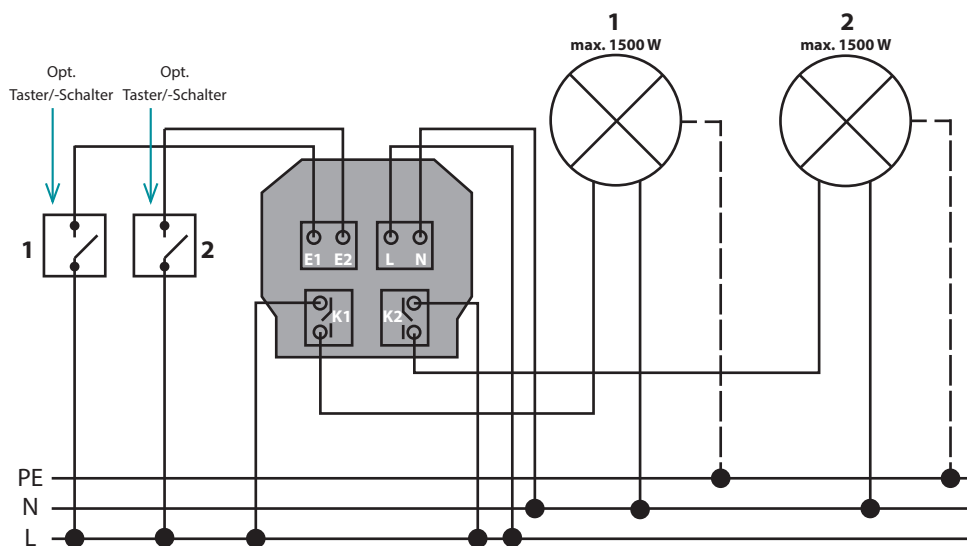 1
max. 1500 W
2
max. 1500 W
Opt.
Taster/-Schalter
Opt.
Taster/-Schalter
1
2
E1 E2 L N
K1 K2
PE
N
L